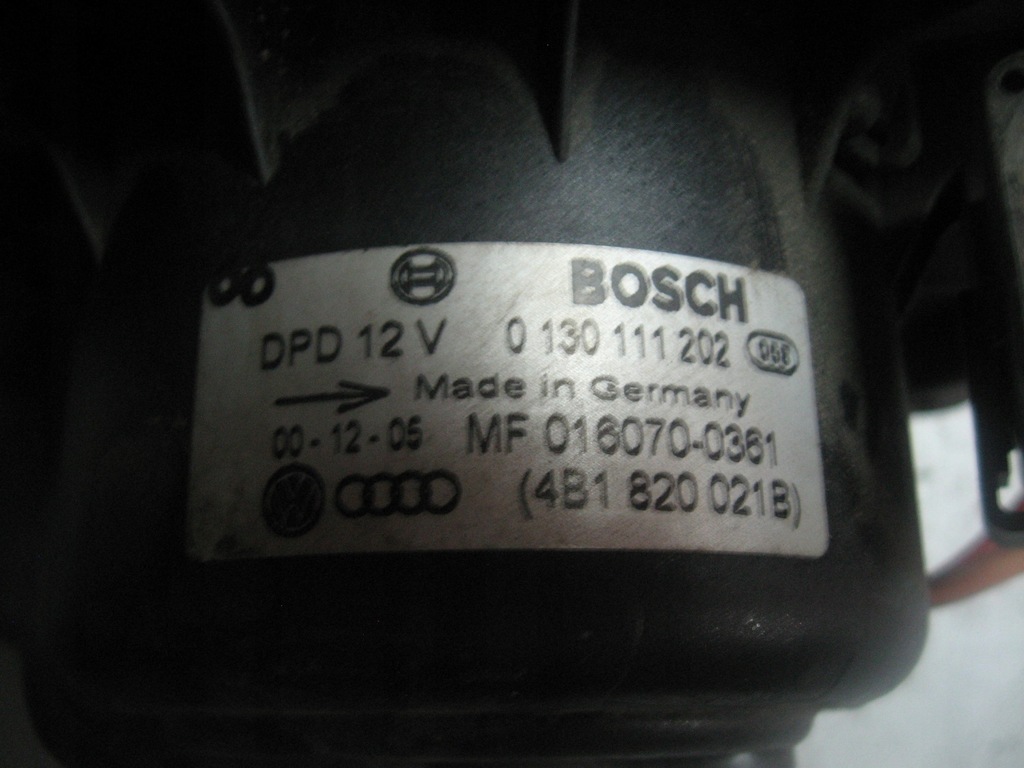 BOSCH
DPD 12 V 0 130 111 202
Made in Germany
00-12-05 MF 016070-0361
(4B1 820 021B)